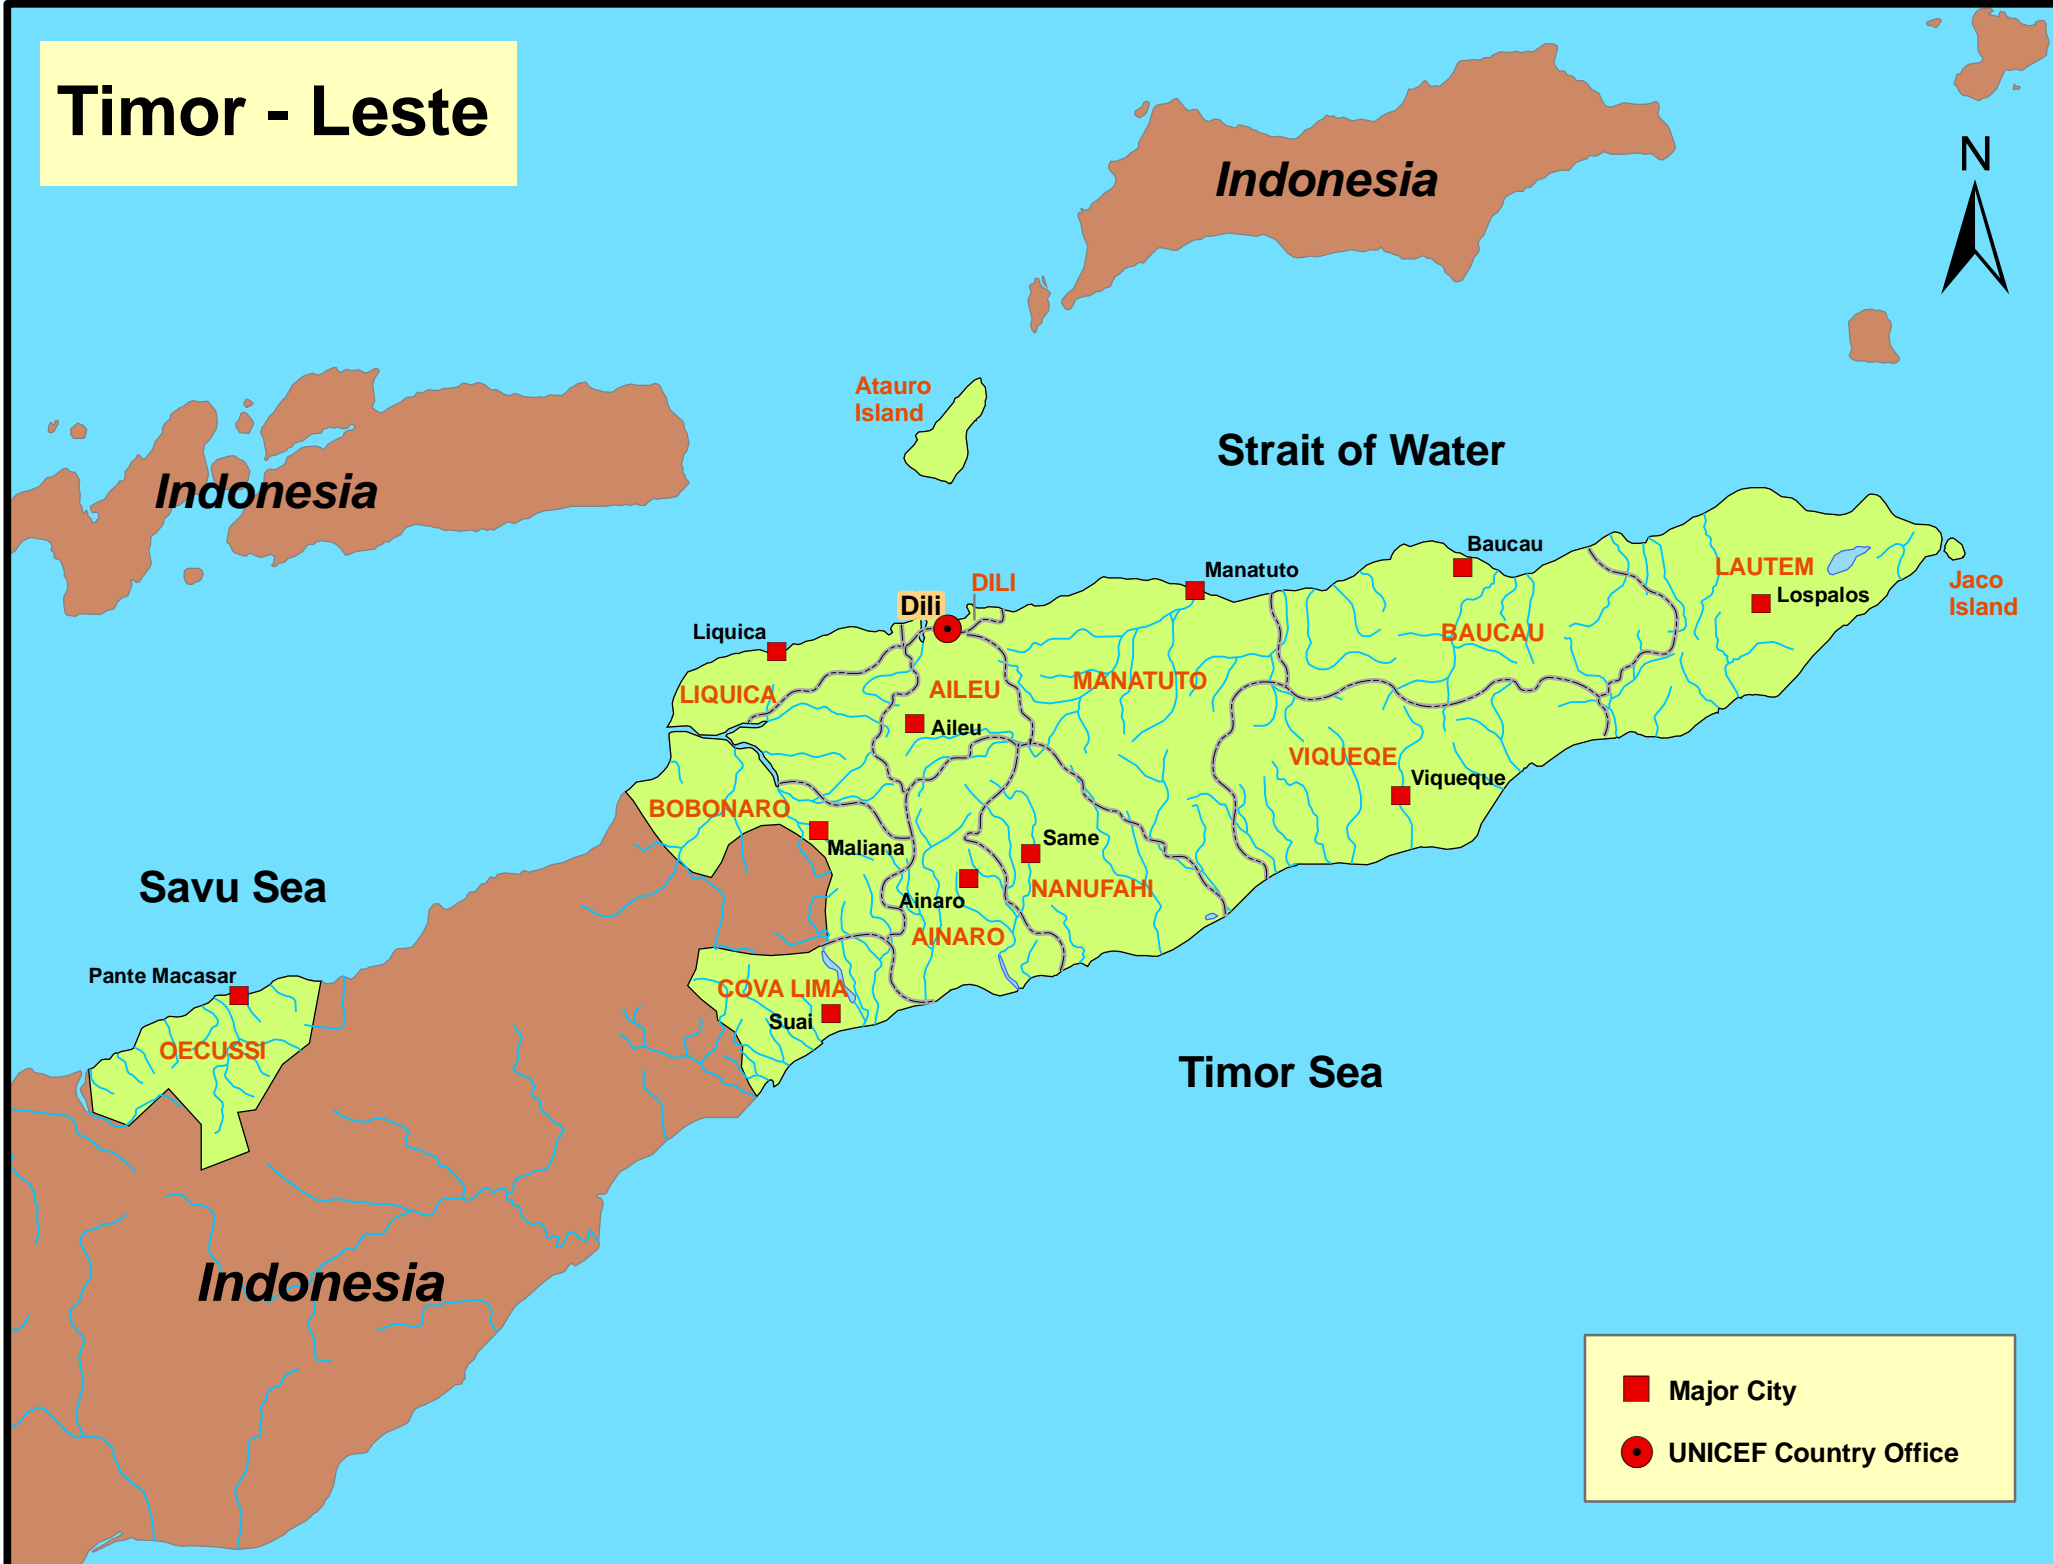 Timor - Leste
Indonesia
N
Atauro
Island
Strait of Water
Indonesia
Baucau
Manatuto
LAUTEM
Jaco
Island
DILI
Dili
Lospalos
Liquica
BAUCAU
LIQUICA
AILEU
MANATUTO
Aileu
VIQUEQE
Viqueque
BOBONARO
Maliana
Same
Savu Sea
Ainaro
NANUFAHI
AINARO
Pante Macasar
COVA LIMA
Suai
OECUSSI
Timor Sea
Indonesia
Major City
UNICEF Country Office